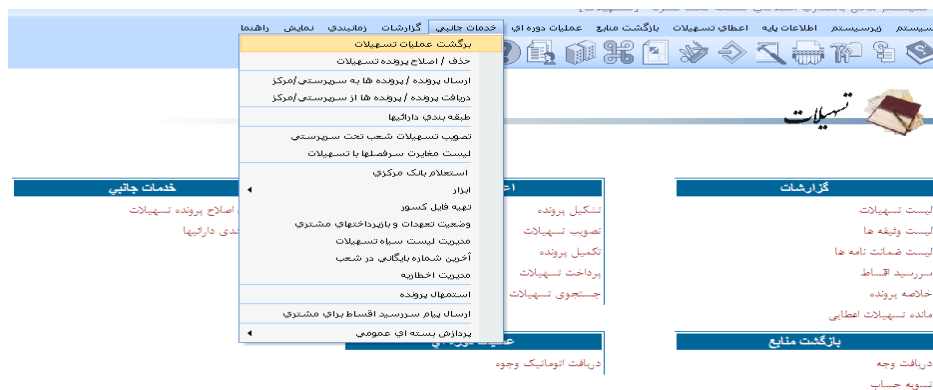 سیستم زیرسیستم اطلاعات پایه اعطای تسهیلات بازگشت منابع عملیات دوره ای خدمات جانبی گزارشات زمانبندی نمایش راهنما
برگشت عملیات تسهیلات
حذف / اصلاح پرونده تسهیلات
ارسال پرونده / پرونده ها به سرپرستی/مرکز
دریافت پرونده / پرونده ها از سرپرستی/مرکز
طبقه بندی دارائیها
تصویب تسهیلات شعب تحت سرپرستی
لیست مغایرت سرفصلها با تسهیلات
استعلام بانک مرکزی
ابزار
تهیه فایل کسور
وضعیت تعهدات و بازپرداختهای مشتری
مدیریت لیست سیاه تسهیلات
آخرین شماره بایگانی در شعب
مدیریت اخطاریه
استمهال پرونده
ارسال پیام سررسید اقساط برای مشتری
پردازش بسته ای عمومی
تسهیلات
گزارشات
لیست تسهیلات
لیست وثیقه ها
لیست ضمانت نامه ها
سررسید اقساط
خلاصه پرونده
مانده تسهیلات اعطایی
بازگشت منابع
دریافت وجه
تسویه حساب
تشکیل پرونده
تصویب تسهیلات
تکمیل پرونده
پرداخت تسهیلات
جستجوی تسهیلات
دریافت اتوماتیک وجوه
خدمات جانبی
اصلاح پرونده تسهیلات
دارائیها